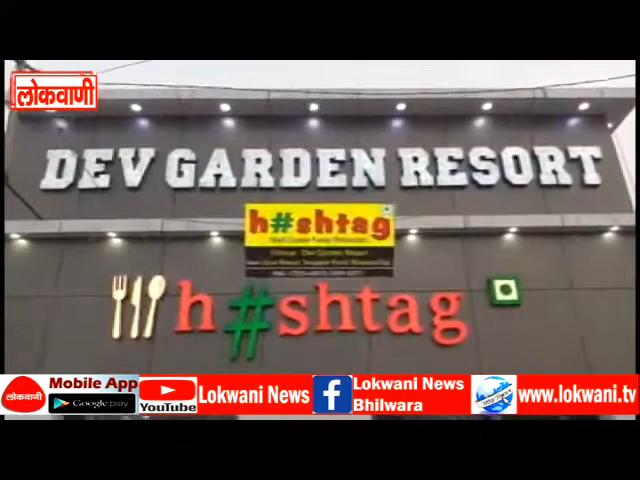 लोकवाणी
DEV GARDEN RESORT
h#shtag
h#shtag
लोकवाणी
Mobile App
Google play
YouTube
Lokwani News
f
Lokwani News
Bhilwara
www.lokwani.tv